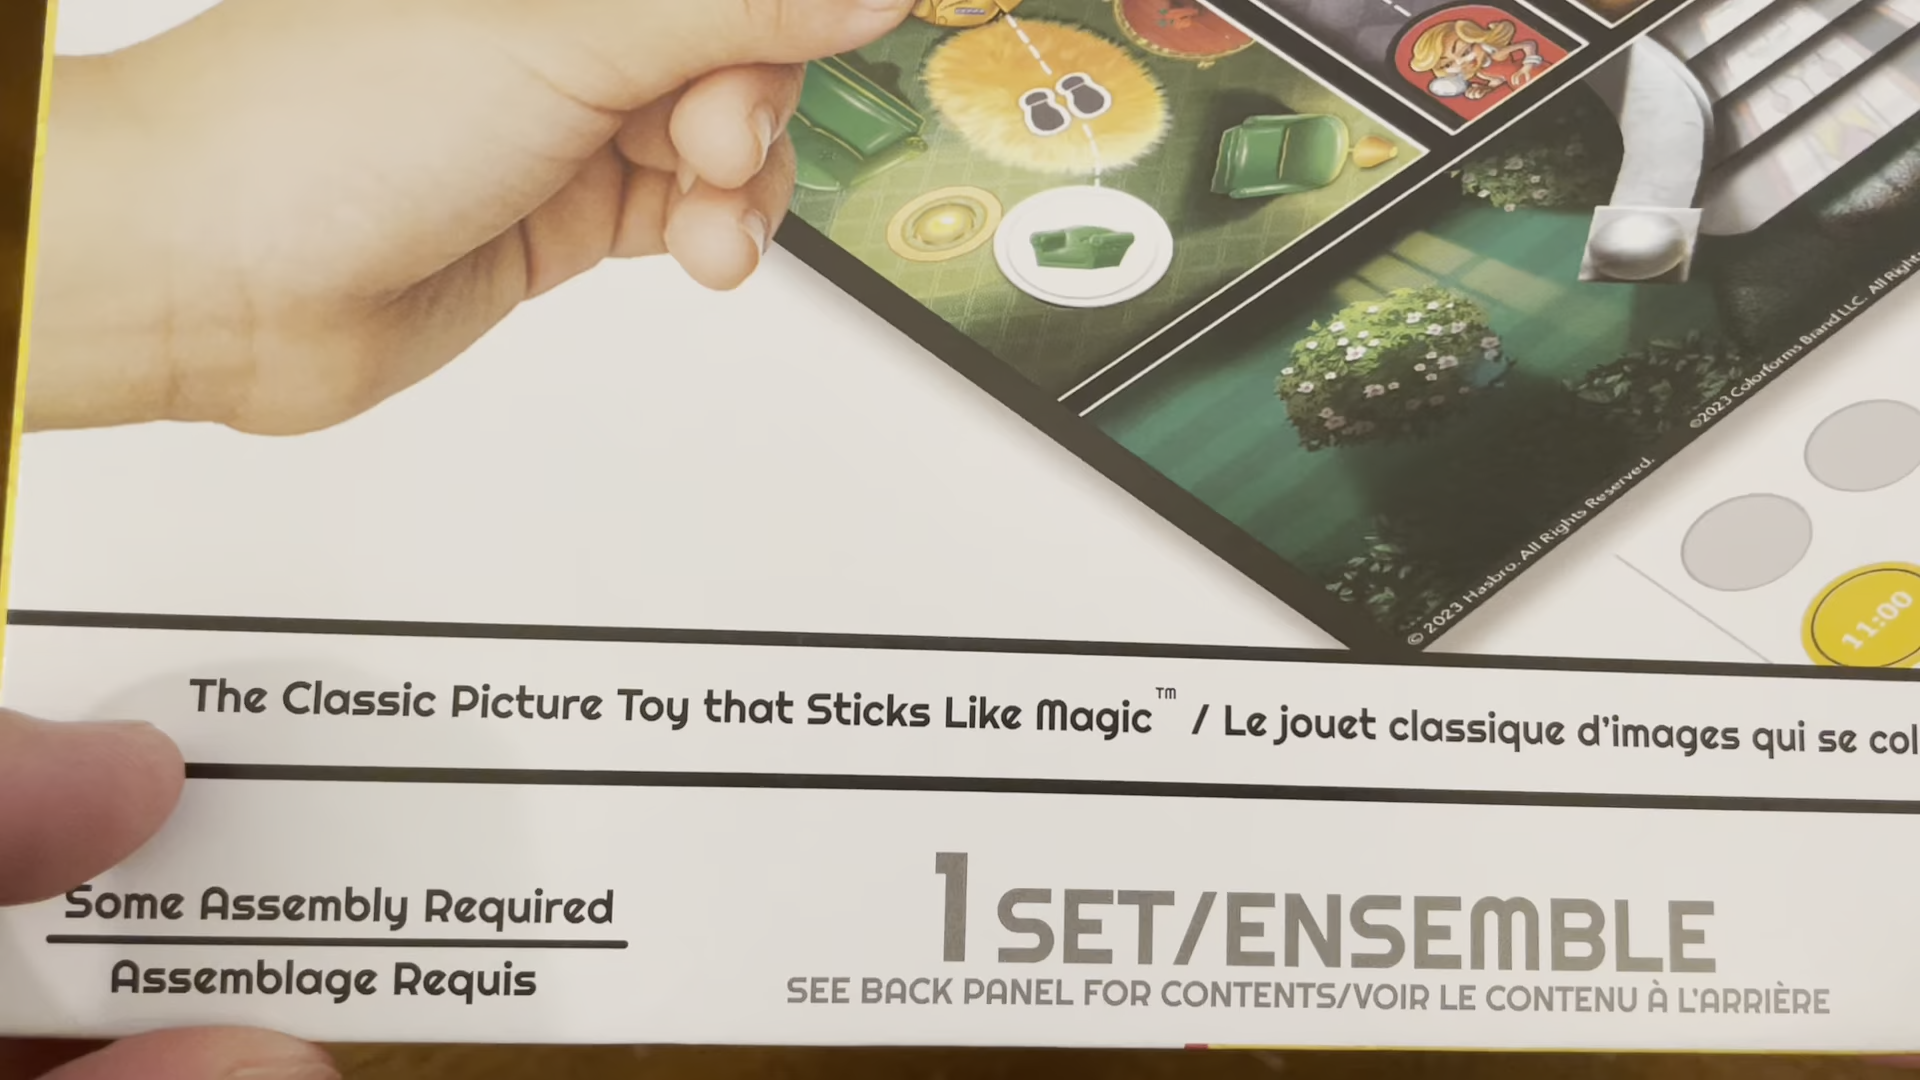 ©2023 Colorforms Brand LLC. All Right
© 2023 Hasbro. All Rights Reserved.
11:00
The Classic Picture Toy that Sticks Like Magic™ / Le jouet classique d'images qui se col
Some Assembly Required
Assemblage Requis
1 SET/ENSEMBLE
SEE BACK PANEL FOR CONTENTS/VOIR LE CONTENU À L'ARRIÈRE